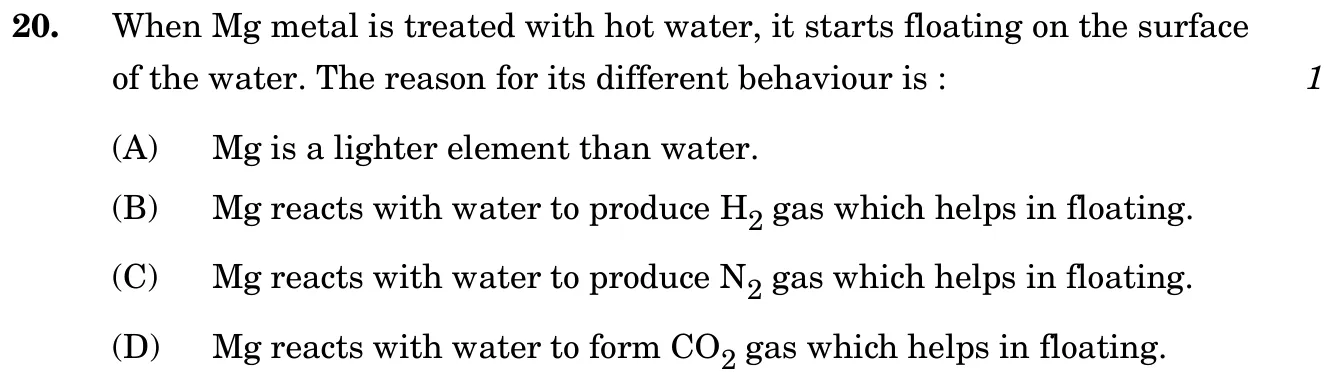 20. When Mg metal is treated with hot water, it starts floating on the surface
of the water. The reason for its different behaviour is : 1
(A) Mg is a lighter element than water.
(B) Mg reacts with water to produce H₂ gas which helps in floating.
(C) Mg reacts with water to produce N₂ gas which helps in floating.
(D) Mg reacts with water to form CO₂ gas which helps in floating.